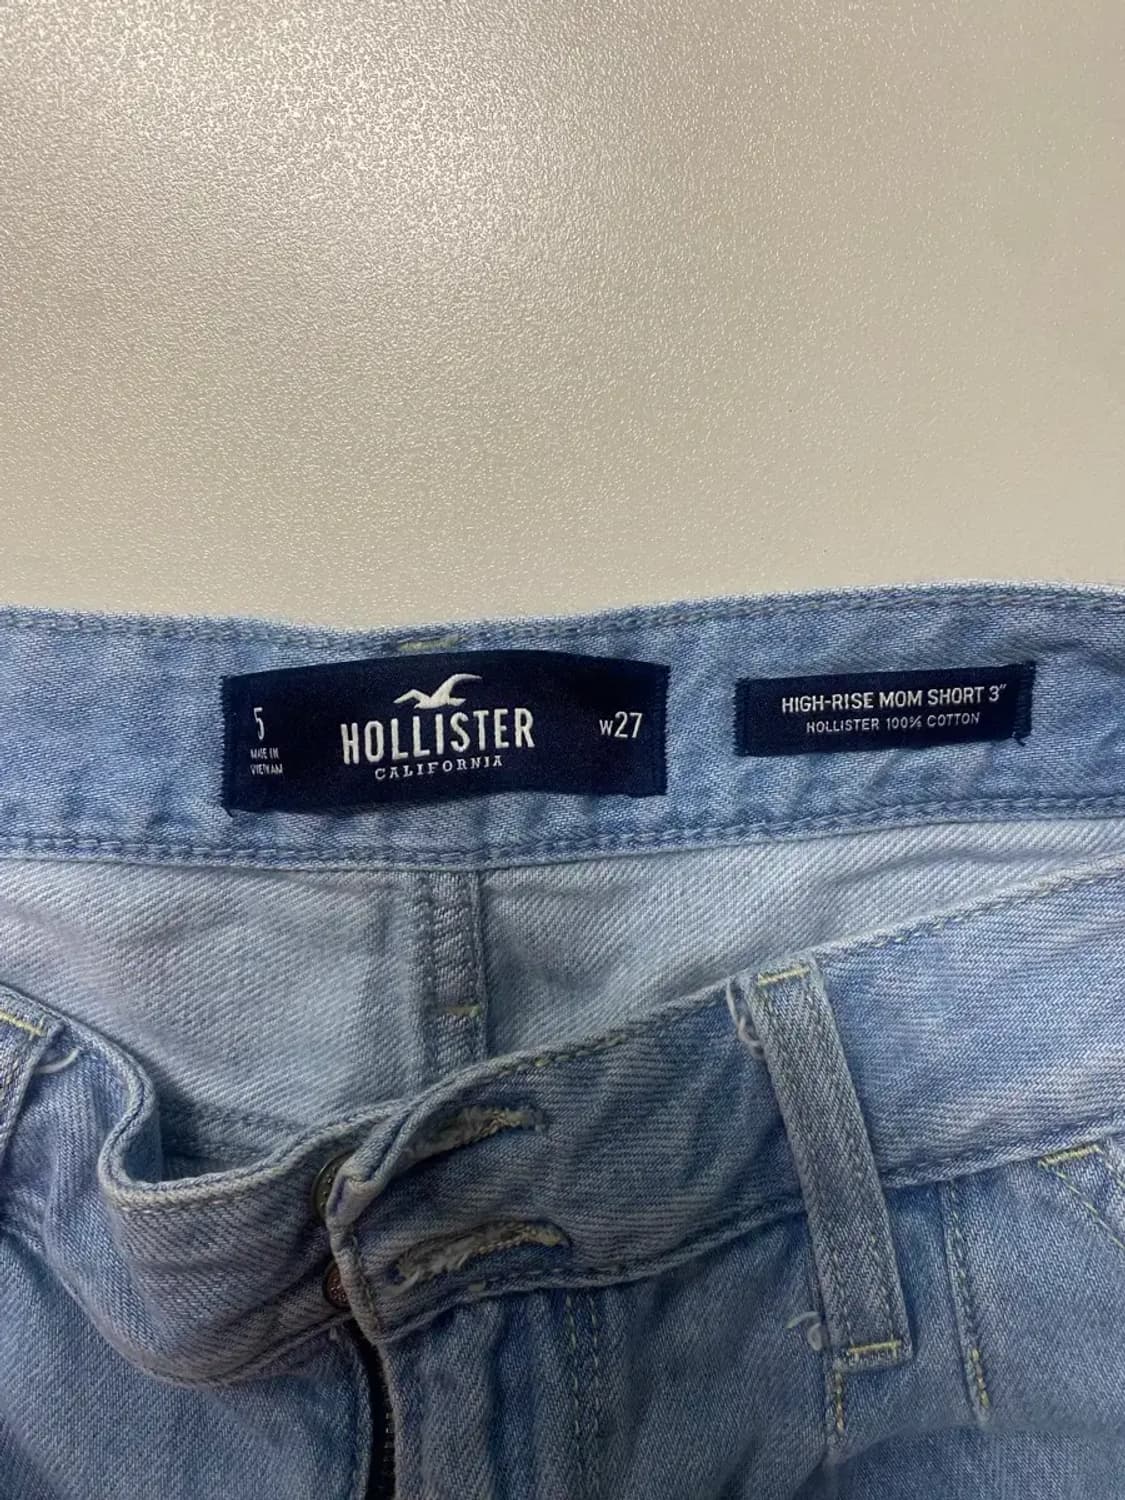 5
MADE IN
VIETNAM
HOLLISTER
CALIFORNIA
W27
HIGH-RISE MOM SHORT 3"
HOLLISTER 100% COTTON